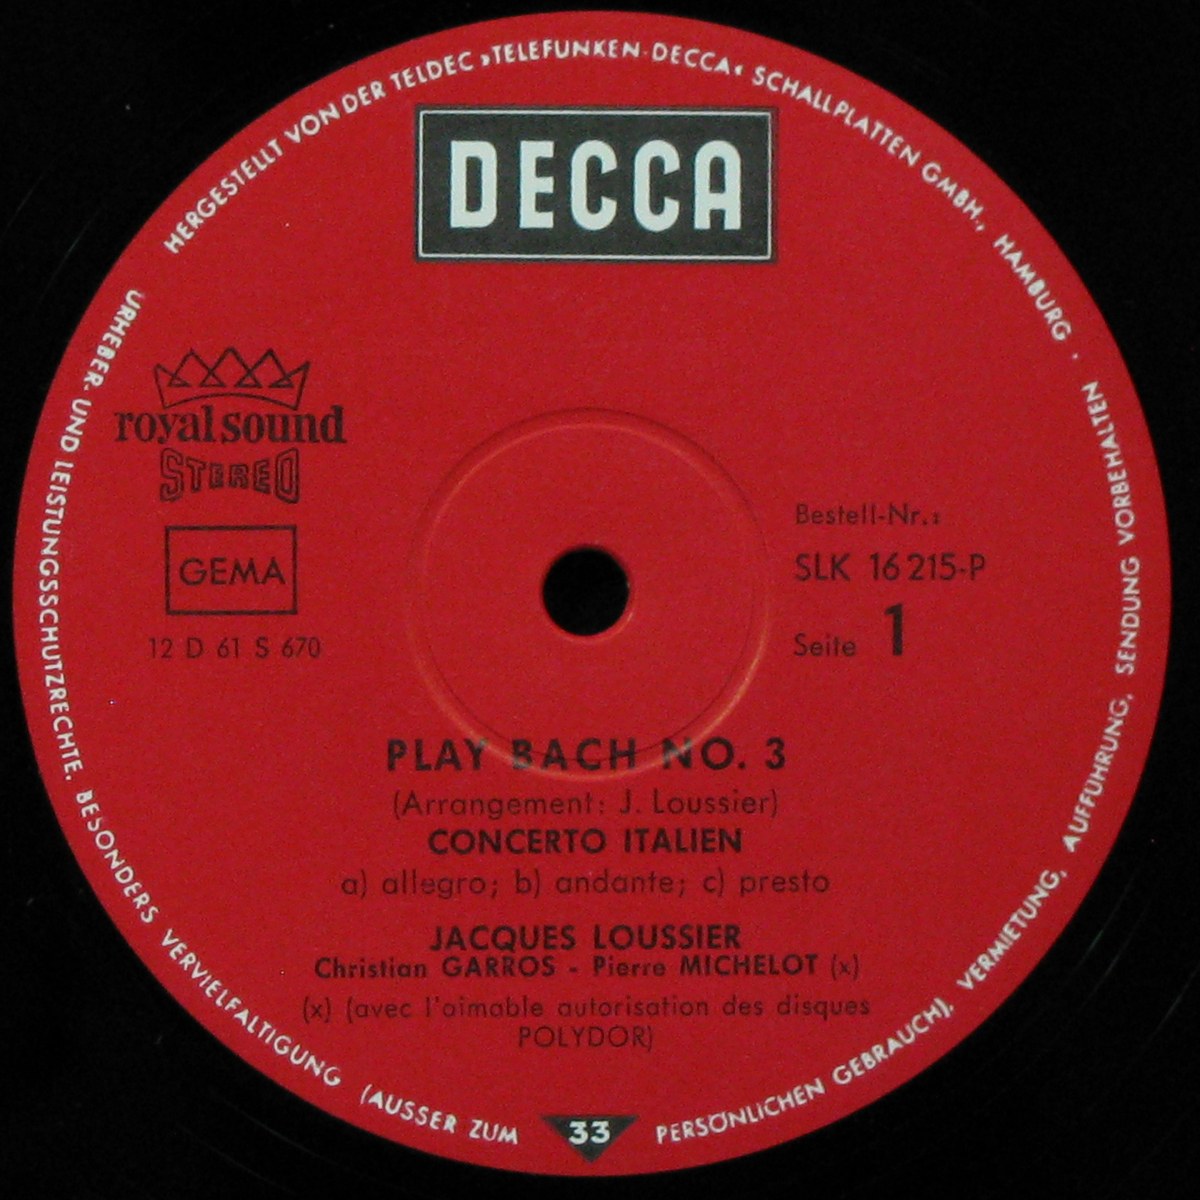 HERGESTELLT VON DER TELDEC »TELEFUNKEN-DECCA« SCHALLPLATTEN GMBH., HAMBURG ·
DECCA
royal sound
STEREO
GEMA
12 D 61 S 670
Bestell-Nr.:
SLK 16 215-P
Seite 1
PLAY BACH NO. 3
(Arrangement: J. Loussier)
CONCERTO ITALIEN
a) allegro; b) andante; c) presto
JACQUES LOUSSIER
Christian GARROS - Pierre MICHELOT (x)
(x) (avec l'aimable autorisation des disques
POLYDOR)
URHEBER- UND LEISTUNGSSCHUTZRECHTE. BESONDERS VERVIELFALTIGUNG (AUSSER ZUM PERSÖNLICHEN GEBRAUCH), VERMIETUNG, AUFFUHRUNG, SENDUNG VORBEHALTEN
33